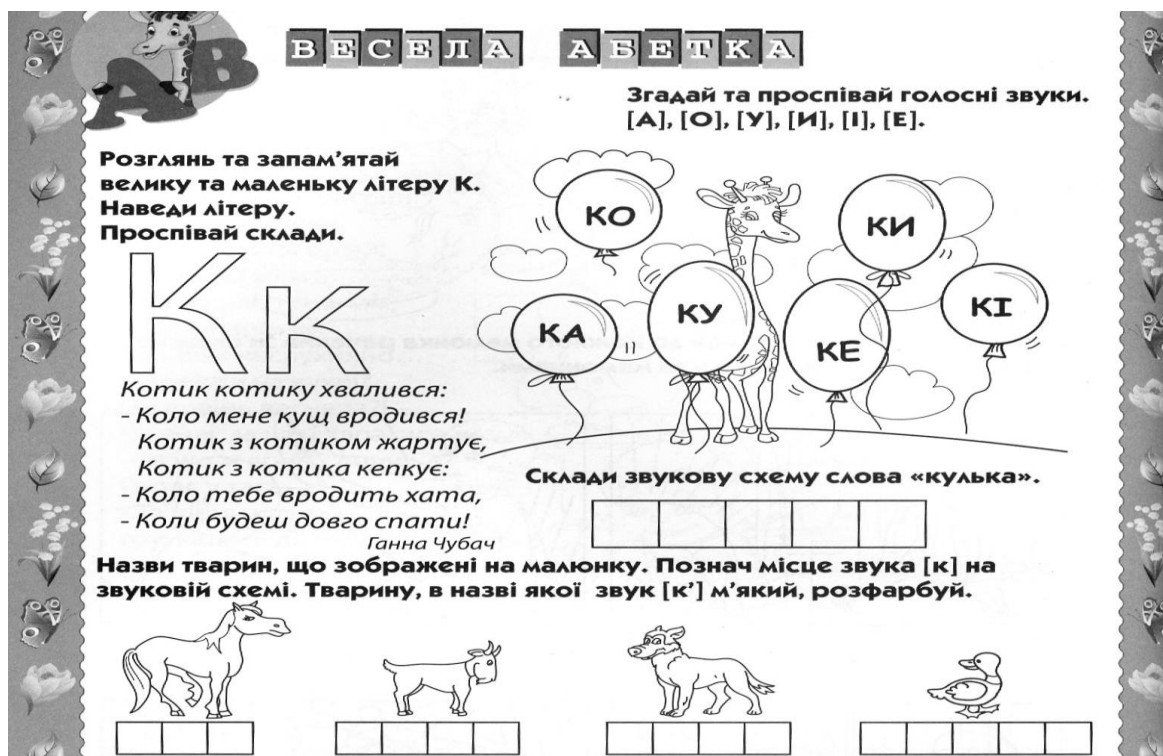 А В
ВЕСЕЛА АБЕТКА
Згадай та проспівай голосні звуки.
[А], [О], [У], [И], [І], [Е].
Розглянь та запам'ятай
велику та маленьку літеру К.
Наведи літеру.
Проспівай склади.
КО
КИ
КА
КУ
КЕ
КІ
Кк
Котик котику хвалився:
- Коло мене кущ вродився!
Котик з котиком жартує,
Котик з котика кепкує:
- Коло тебе вродить хата,
- Коли будеш довго спати!
Ганна Чубач
Склади звукову схему слова «кулька».
Назви тварин, що зображені на малюнку. Познач місце звука [к] на
звуковій схемі. Тварину, в назві якої звук [к’] м’який, розфарбуй.